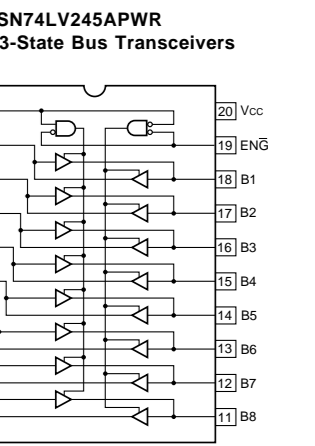 SN74LV245APWR
3-State Bus Transceivers
20 Vcc
19 ENG̅
18 B1
17 B2
16 B3
15 B4
14 B5
13 B6
12 B7
11 B8